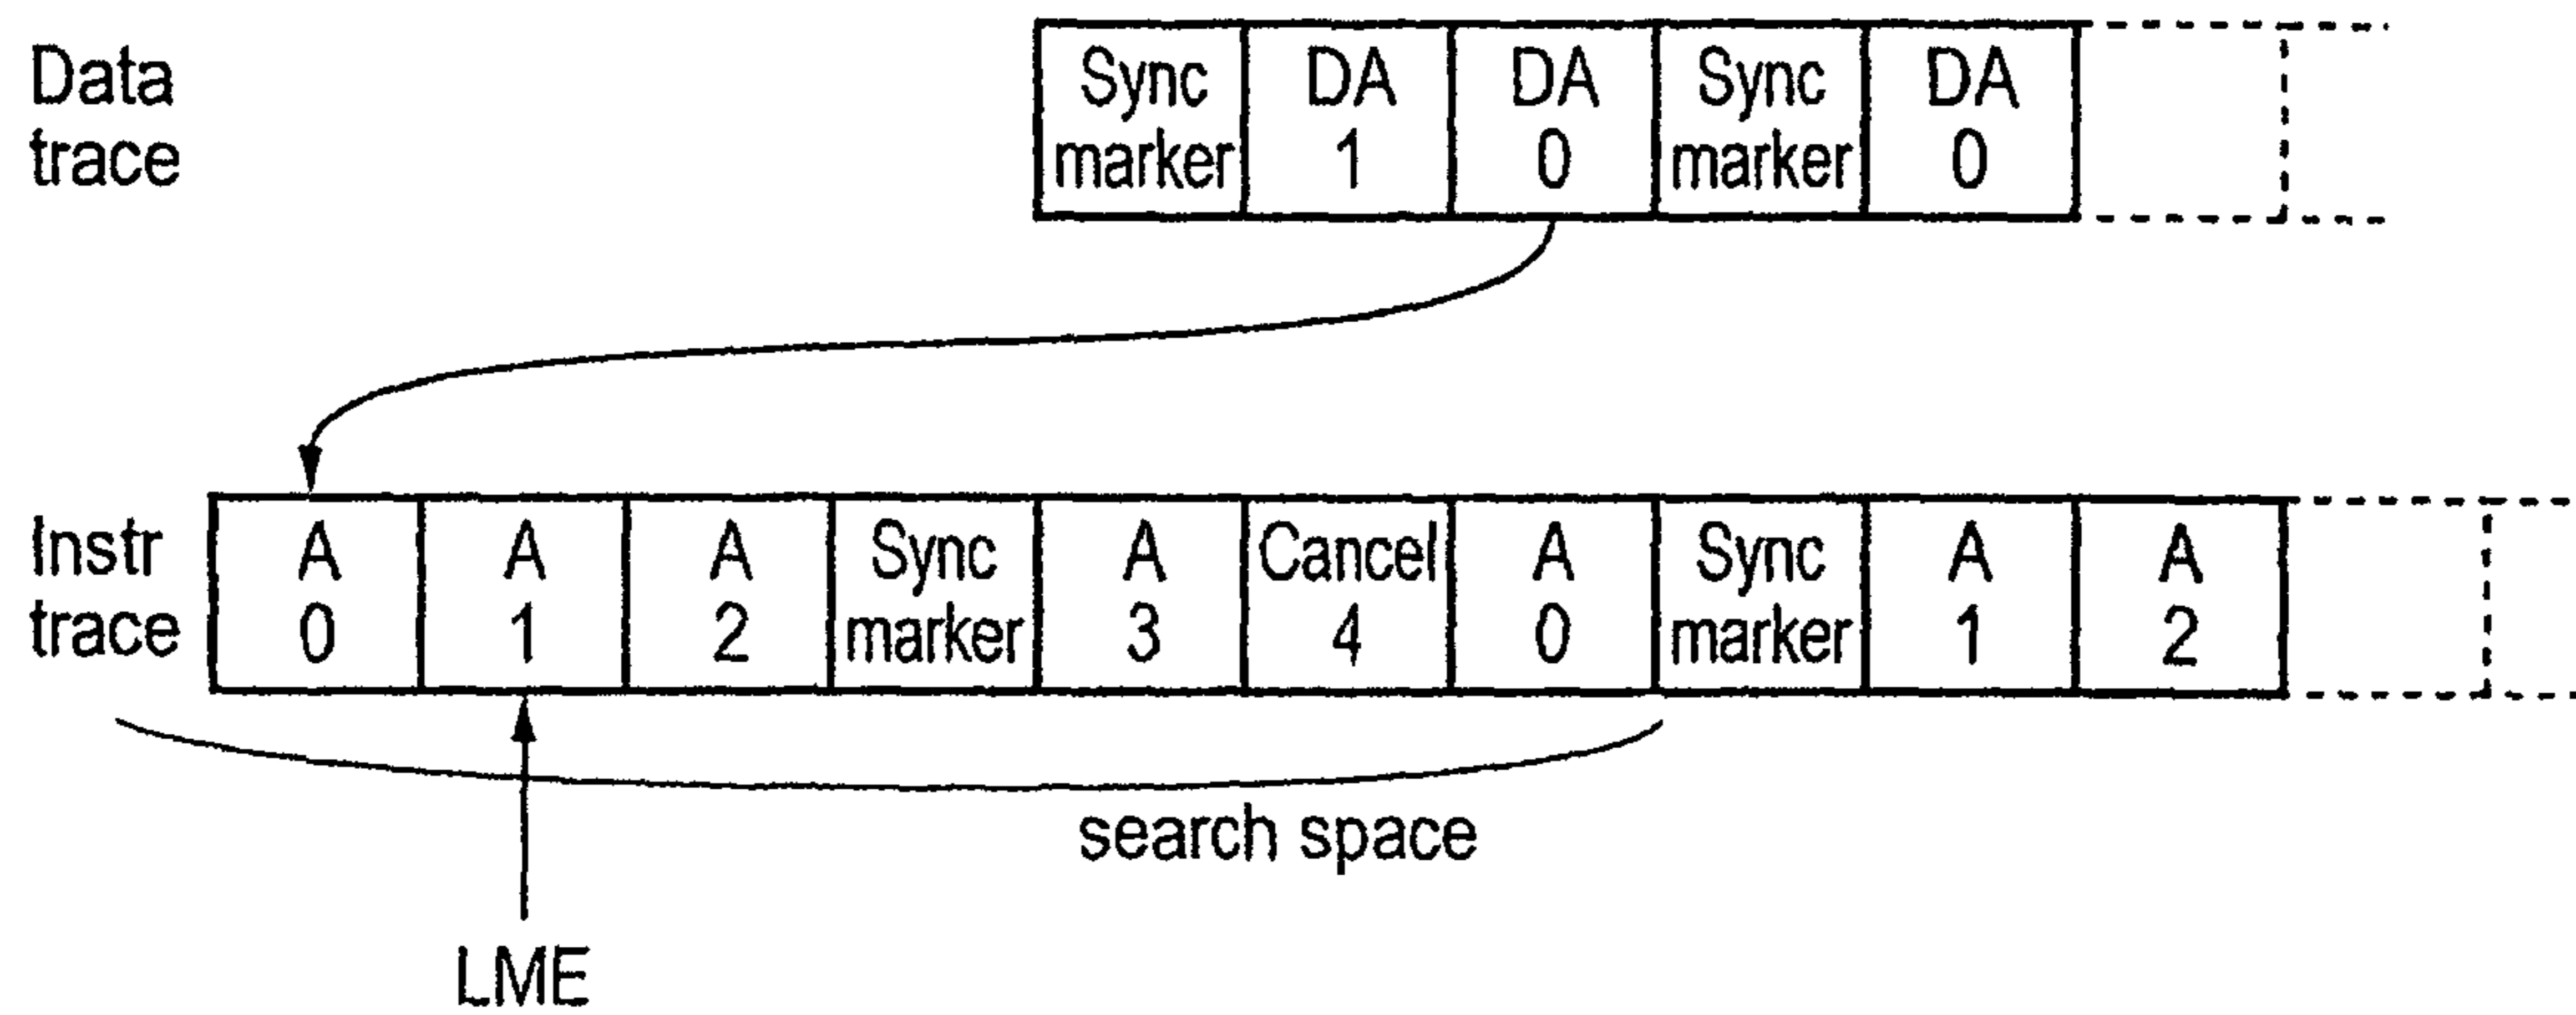 Data
trace
Sync DA DA Sync DA
marker 1 0 marker 0
Instr
trace
A A A Sync A Cancel A Sync A A
0 1 2 marker 3 4 0 marker 1 2
search space
LME